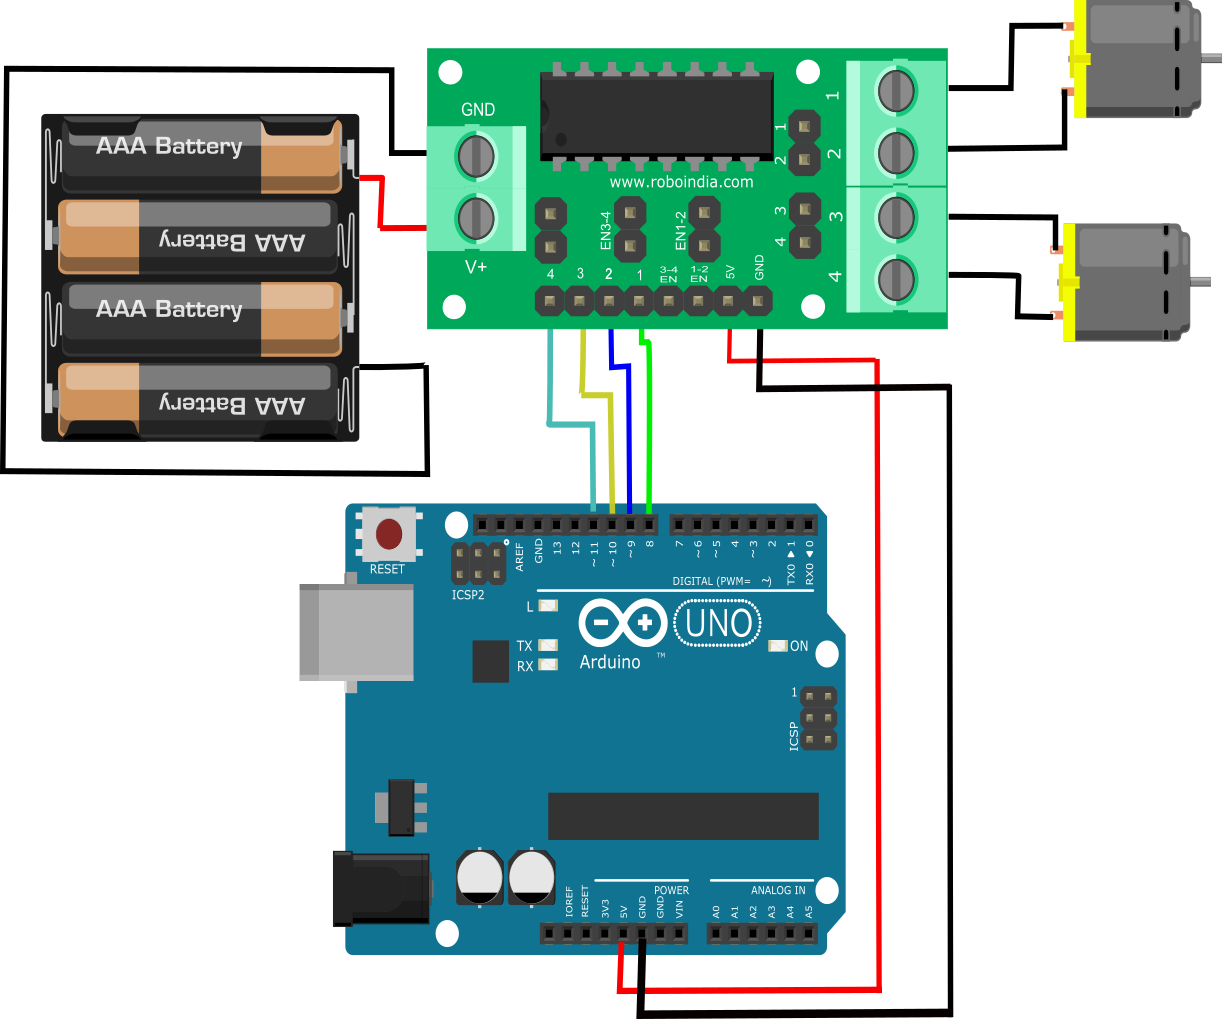 GND
V+
AAA Battery
AAA Battery
AAA Battery
AAA Battery
www.roboindia.com
1
2
3
4
1
2
3
4
EN3-4
EN1-2
4
3
2
1
3-4
EN
1-2
EN
5V
GND
RESET
ICSP2
AREF
GND
13
12
~11
~10
~9
8
7
~6
~5
4
~3
2
TX0 ▶ 1
RX0 ◀ 0
DIGITAL (PWM= ~)
L
TX
RX
UNO
Arduino
™
ON
1
ICSP
IOREF
RESET
3V3
5V
GND
GND
VIN
POWER
ANALOG IN
A0
A1
A2
A3
A4
A5